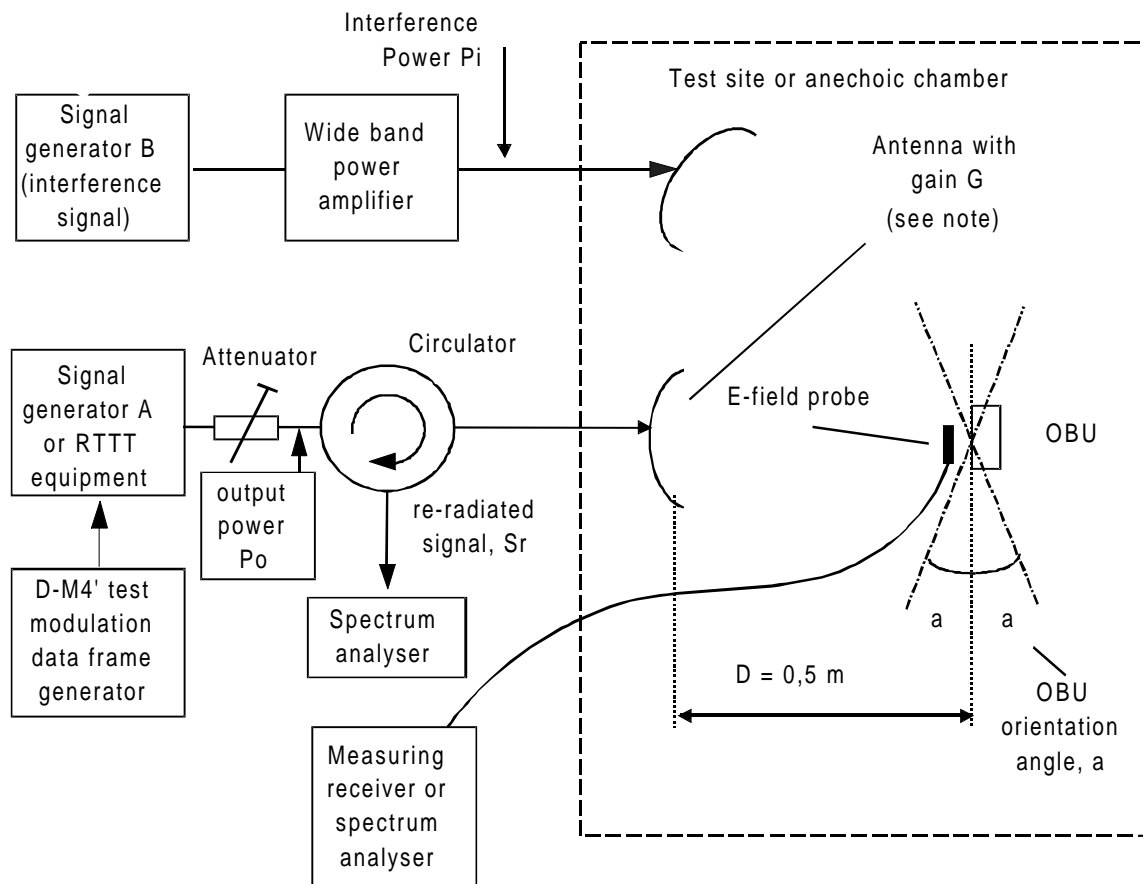 Interference
Power Pi
Test site or anechoic chamber
Signal
generator B
(interference
signal)
Wide band
power
amplifier
Antenna with
gain G
(see note)
Attenuator
Circulator
Signal
generator A
or RTTT
equipment
E-field probe
OBU
output
power
Po
re-radiated
signal, Sr
D-M4' test
modulation
data frame
generator
Spectrum
analyser
a
a
D = 0,5 m
OBU
orientation
angle, a
Measuring
receiver or
spectrum
analyser